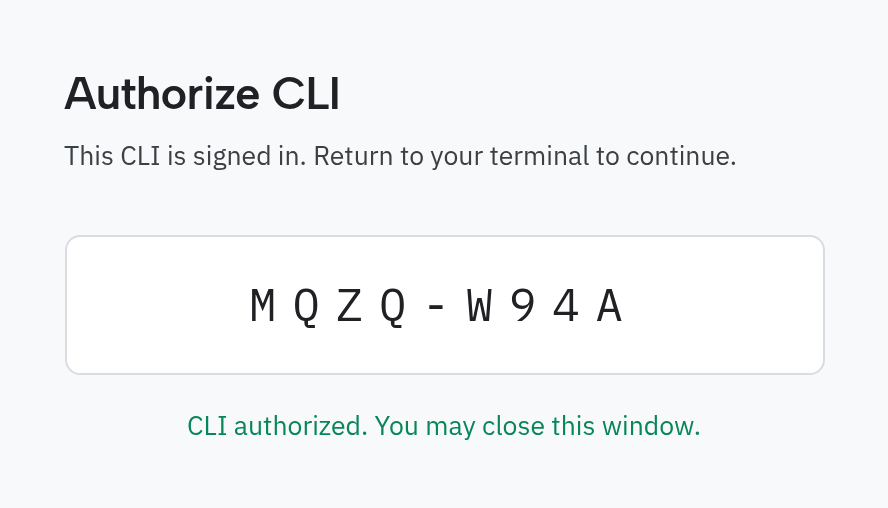 Authorize CLI
This CLI is signed in. Return to your terminal to continue.
MQZQ-W94A
CLI authorized. You may close this window.